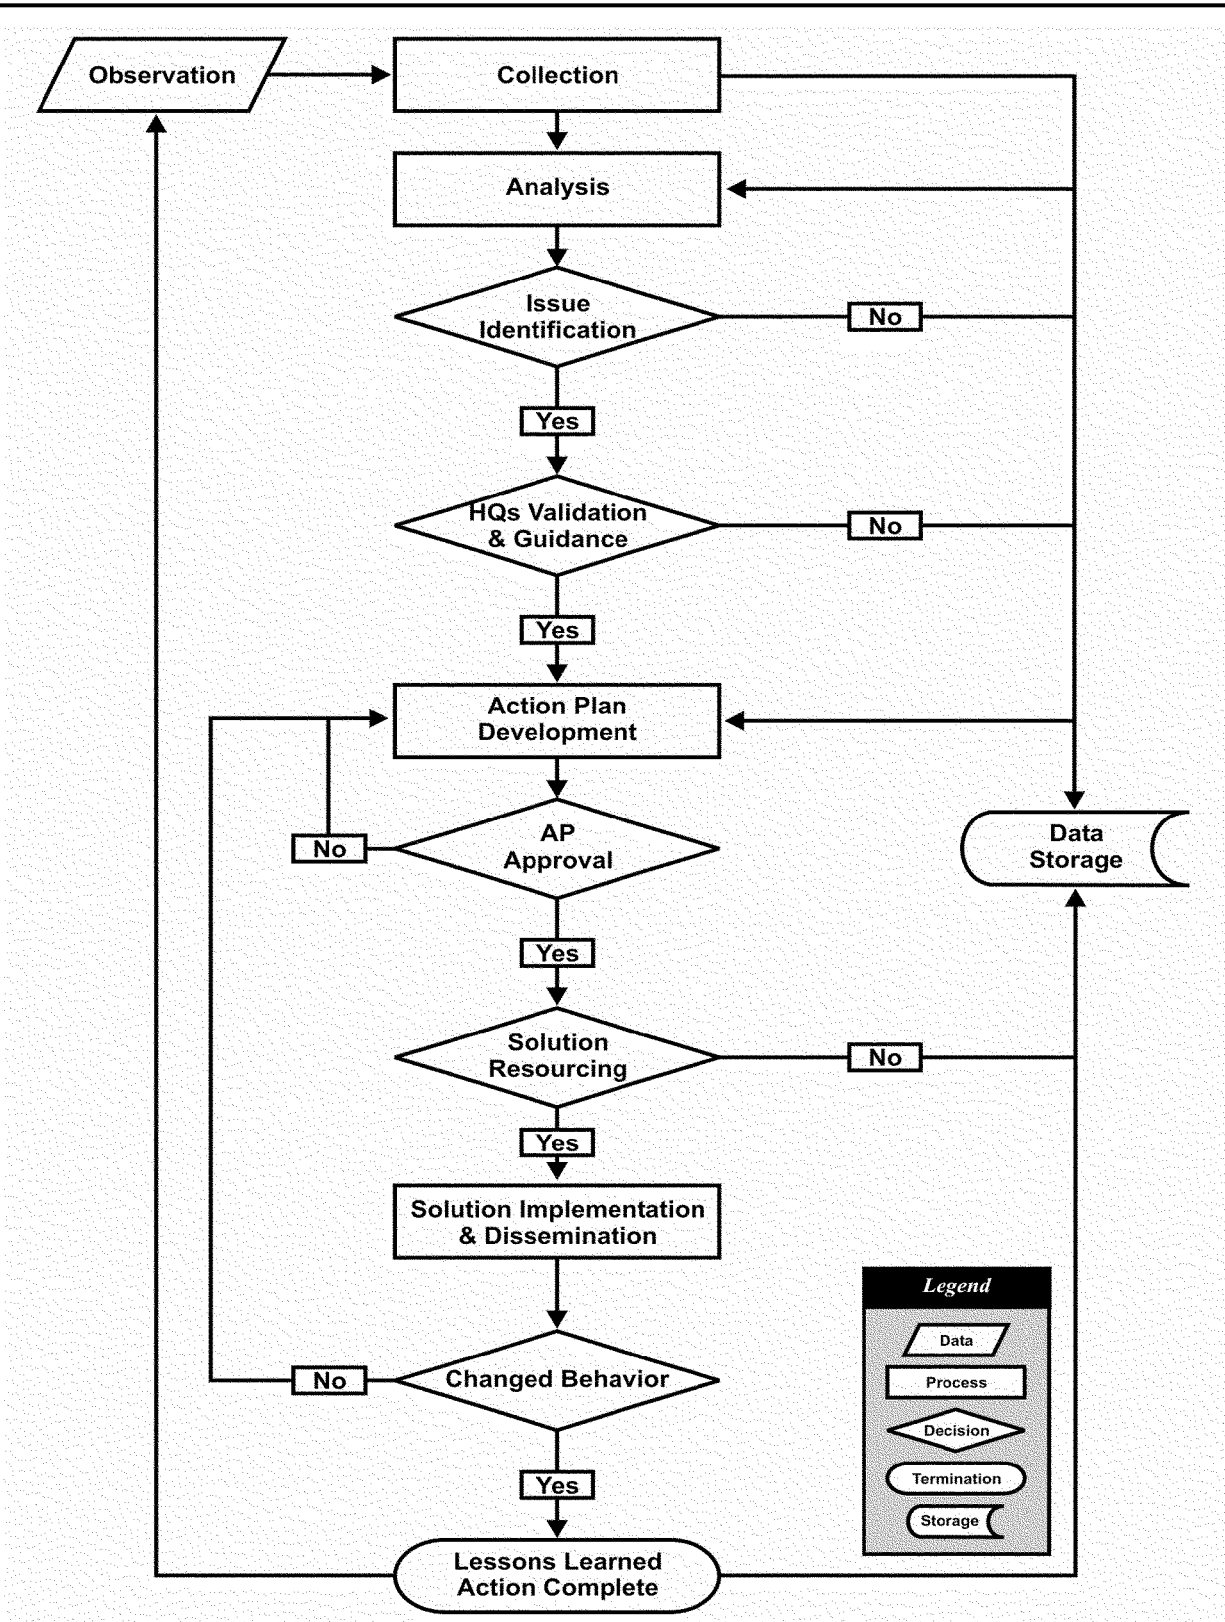 Observation
Collection
Analysis
Issue
Identification
No
Yes
HQs Validation
& Guidance
No
Yes
Action Plan
Development
AP
Approval
No
Data
Storage
Yes
Solution
Resourcing
No
Yes
Solution Implementation
& Dissemination
Changed Behavior
No
Yes
Lessons Learned
Action Complete
Legend
Data
Process
Decision
Termination
Storage